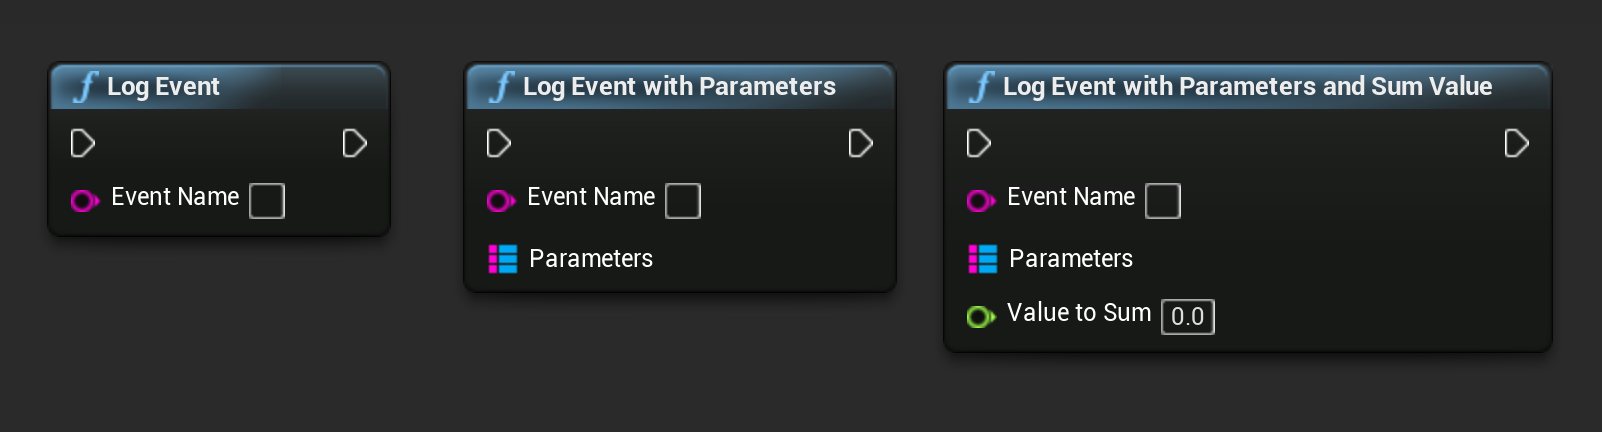 Log Event
Event Name
Log Event with Parameters
Event Name
Parameters
Log Event with Parameters and Sum Value
Event Name
Parameters
Value to Sum 0.0